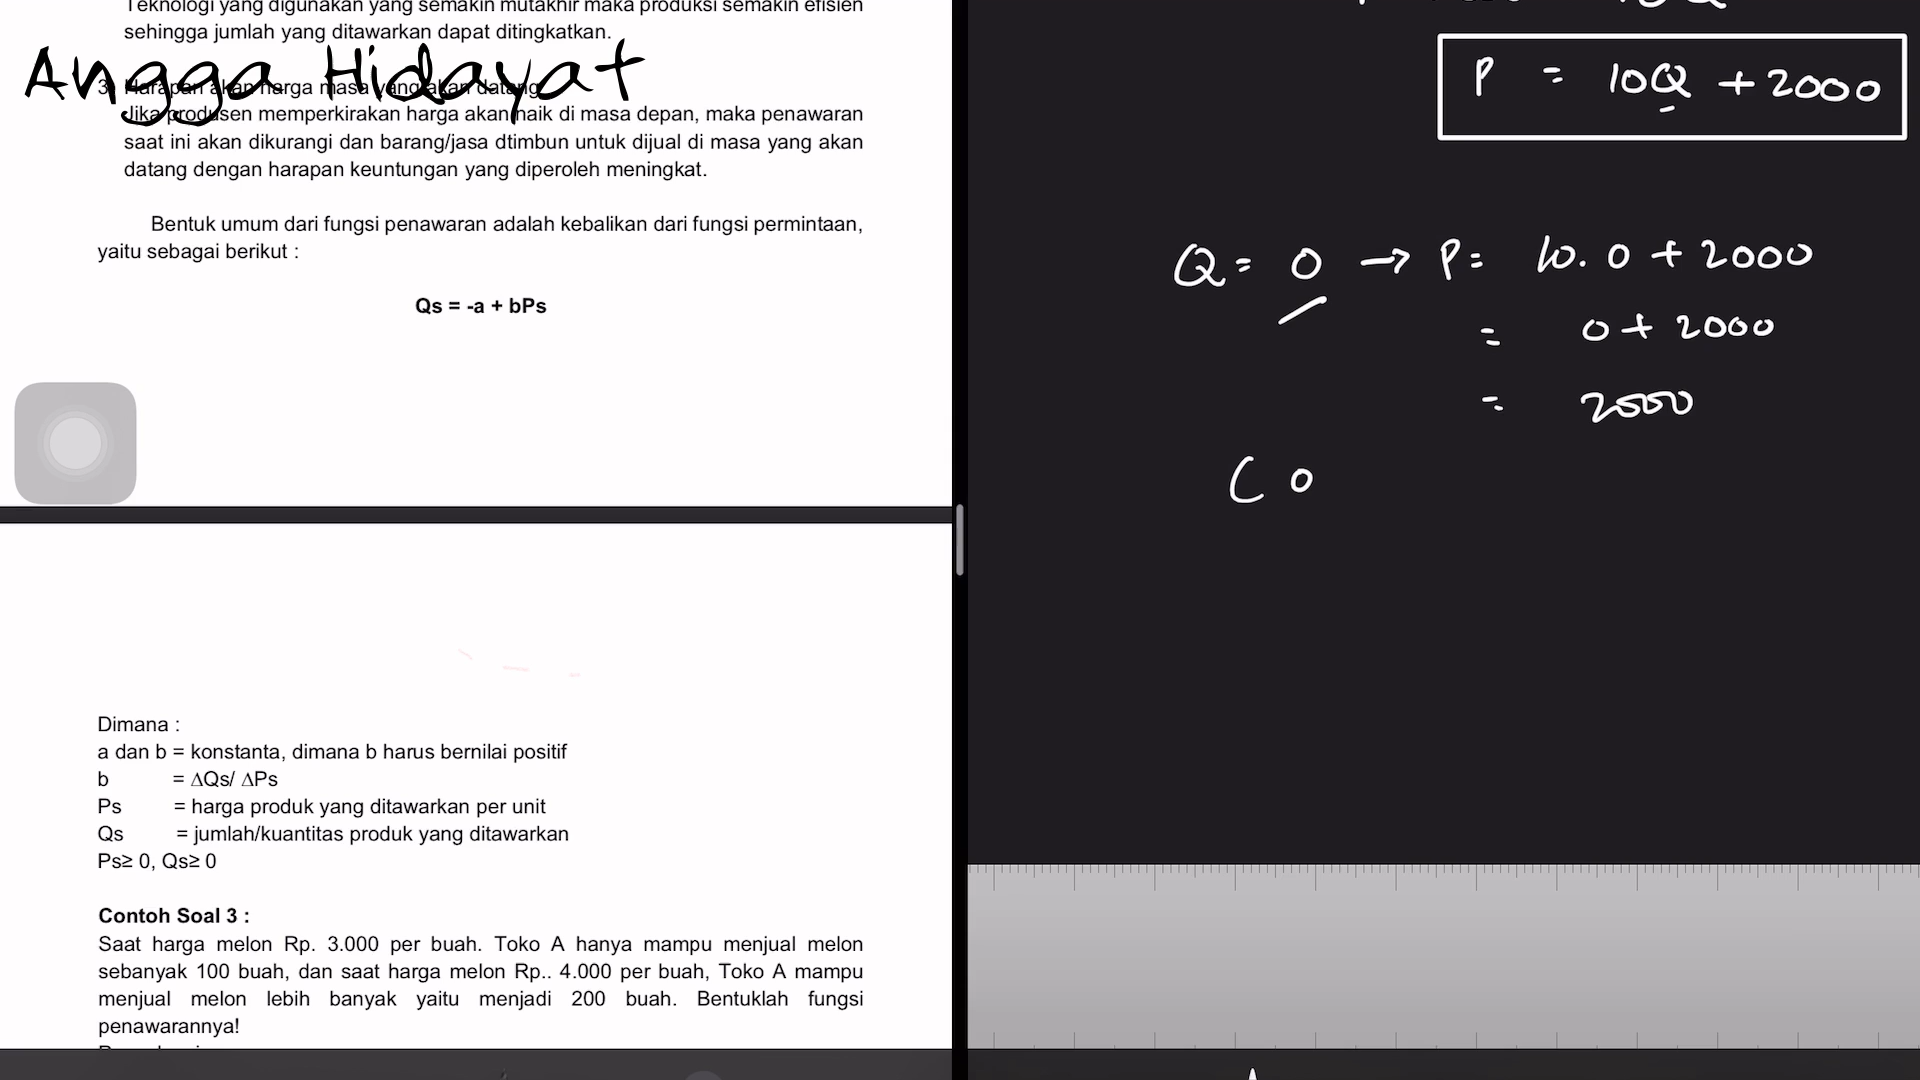 Teknologi yang digunakan yang semakin mutakhir maka produksi semakin efisien
sehingga jumlah yang ditawarkan dapat ditingkatkan.
Angga Hidayat
3. Harapan akan harga masa yang akan datang
Jika produsen memperkirakan harga akan naik di masa depan, maka penawaran
saat ini akan dikurangi dan barang/jasa dtimbun untuk dijual di masa yang akan
datang dengan harapan keuntungan yang diperoleh meningkat.
Bentuk umum dari fungsi penawaran adalah kebalikan dari fungsi permintaan,
yaitu sebagai berikut :
Qs = -a + bPs
Dimana :
a dan b = konstanta, dimana b harus bernilai positif
b = ∆Qs/ ∆Ps
Ps = harga produk yang ditawarkan per unit
Qs = jumlah/kuantitas produk yang ditawarkan
Ps≥ 0, Qs≥ 0
Contoh Soal 3 :
Saat harga melon Rp. 3.000 per buah. Toko A hanya mampu menjual melon
sebanyak 100 buah, dan saat harga melon Rp.. 4.000 per buah, Toko A mampu
menjual melon lebih banyak yaitu menjadi 200 buah. Bentuklah fungsi
penawarannya!
P = 10Q + 2000
Q = 0 → P = 10. 0 + 2000
= 0 + 2000
= 2000
( 0